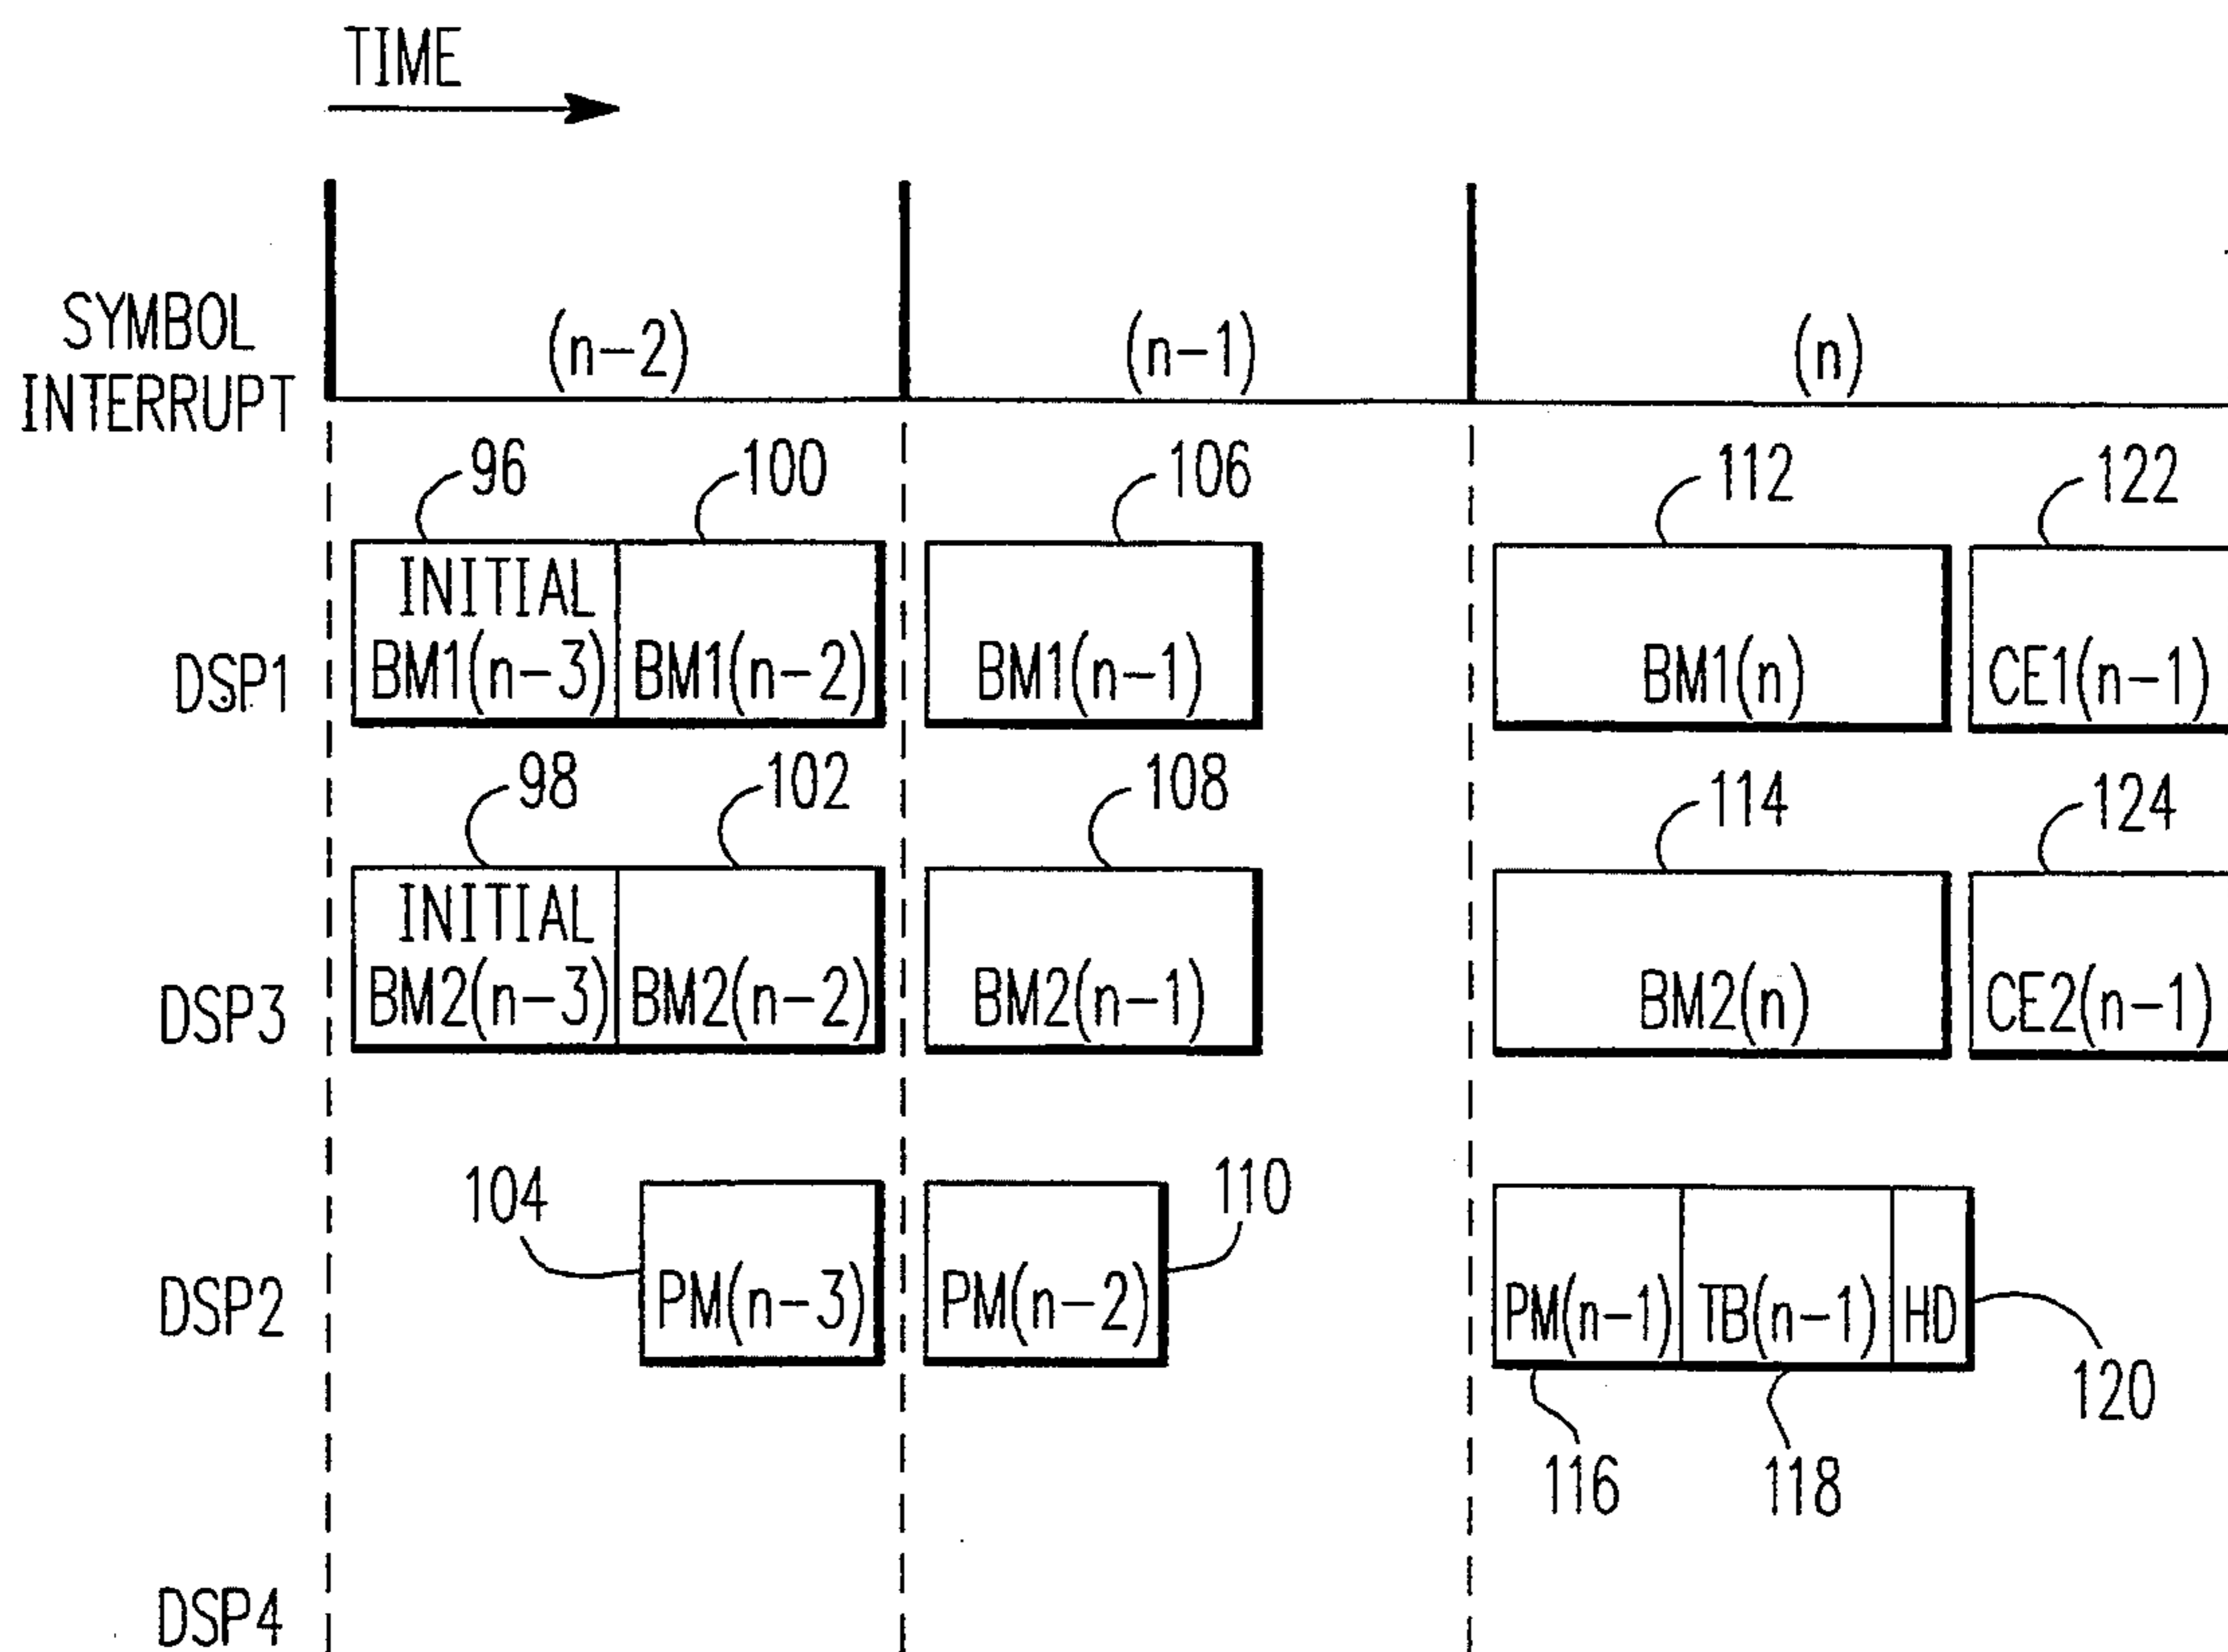 TIME
SYMBOL
INTERRUPT
(n-2)
(n-1)
(n)
96
100
106
112
122
DSP1
INITIAL
BM1(n-3)
BM1(n-2)
BM1(n-1)
BM1(n)
CE1(n-1)
98
102
108
114
124
DSP3
INITIAL
BM2(n-3)
BM2(n-2)
BM2(n-1)
BM2(n)
CE2(n-1)
104
110
DSP2
PM(n-3)
PM(n-2)
PM(n-1)
TB(n-1)
HD
116
118
120
DSP4